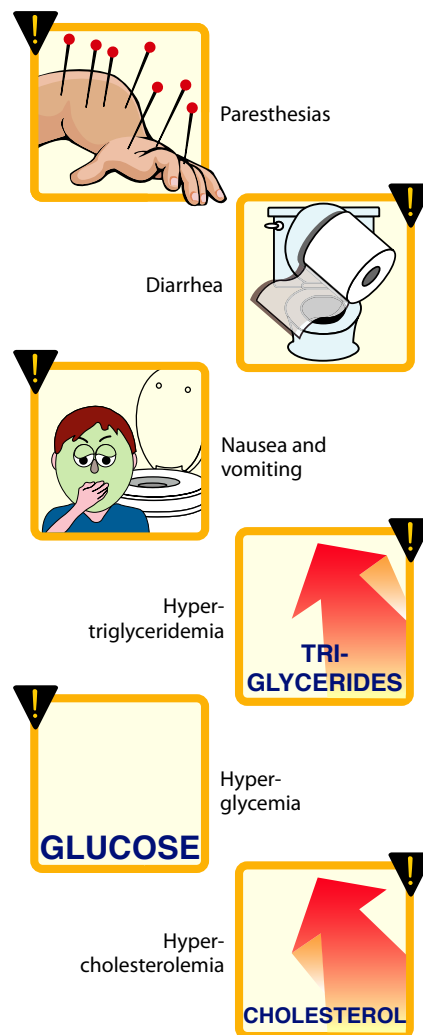 !
Paresthesias
!
Diarrhea
!
Nausea and
vomiting
!
Hyper-
triglyceridemia
TRI-
GLYCERIDES
!
Hyper-
glycemia
GLUCOSE
!
Hyper-
cholesterolemia
CHOLESTEROL